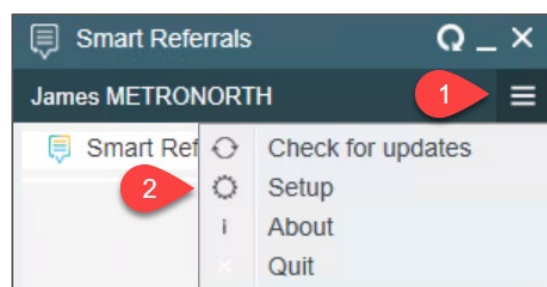 Smart Referrals
James METRONORTH
1
Smart Ref
Check for updates
2
Setup
i
About
Quit